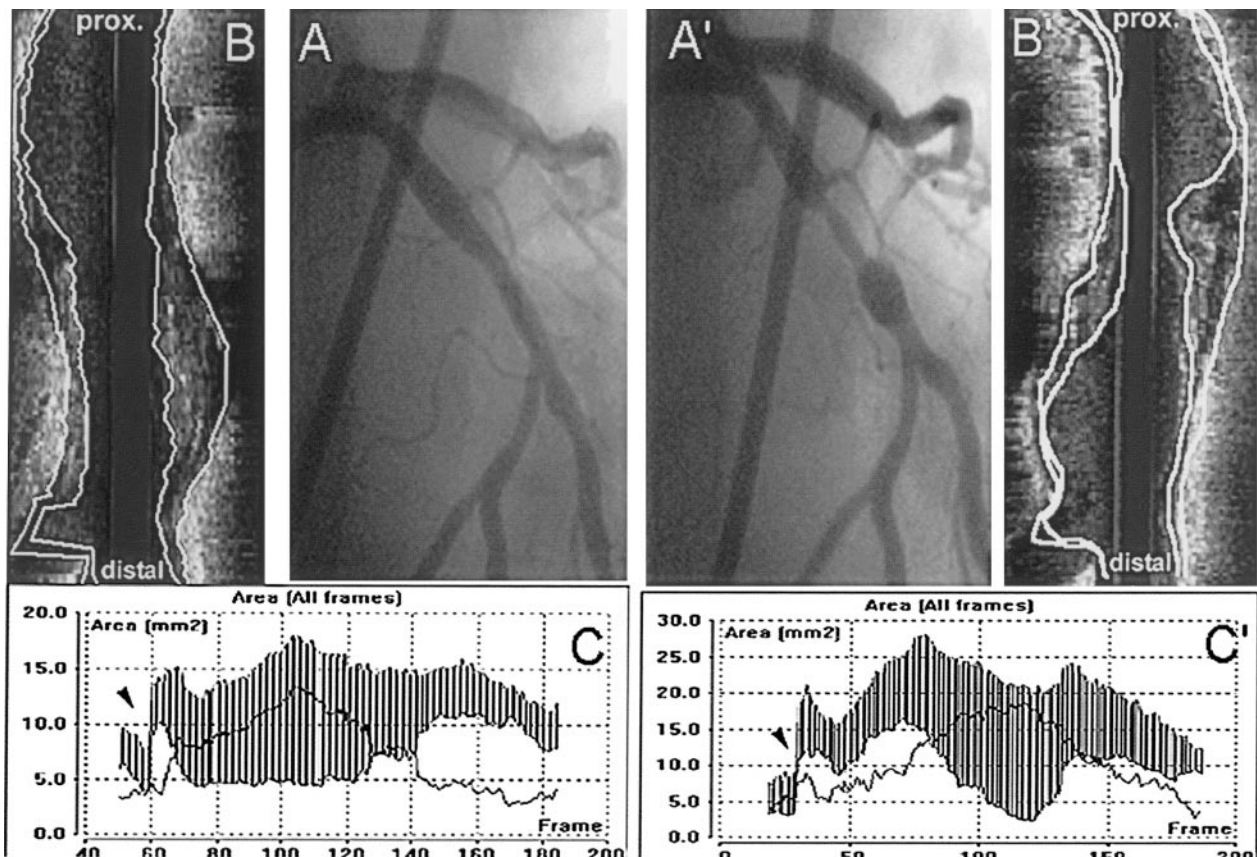 prox.
B
A
A'
prox.
B'
distal
distal
Area (All frames)
20.0
Area (mm2)
C
15.0
10.0
5.0
0.0
Frame
40 60 80 100 120 140 160 180 200
Area (All frames)
30.0
Area (mm2)
C'
25.0
20.0
15.0
10.0
5.0
0.0
Frame
0 50 100 150 200